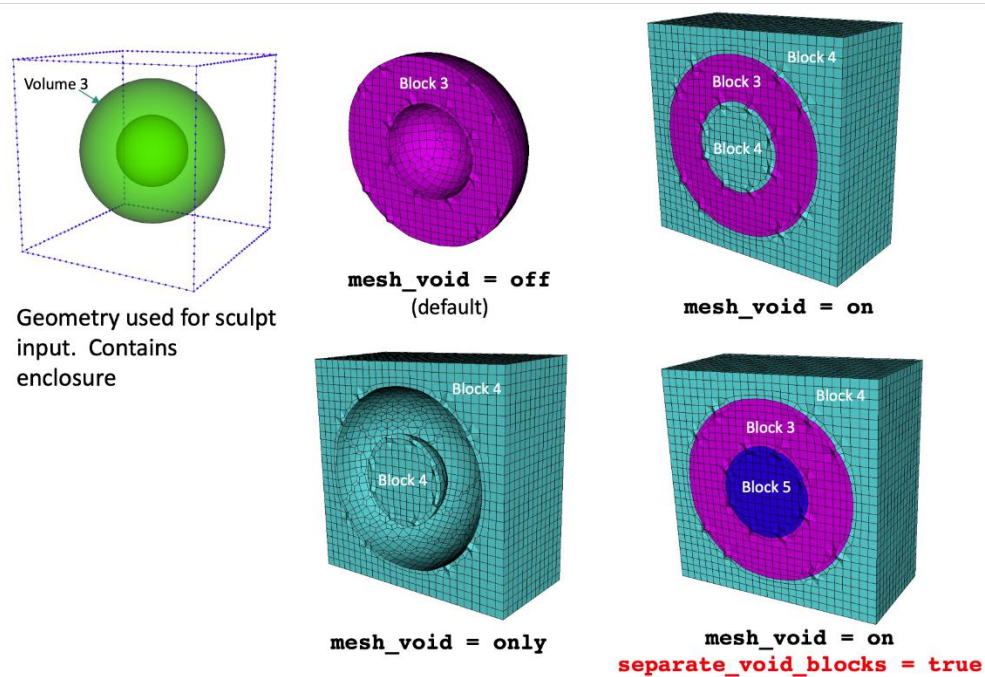 Volume 3
Geometry used for sculpt
input. Contains
enclosure
Block 3
mesh_void = off
(default)
Block 4
Block 3
Block 4
mesh_void = on
Block 4
Block 4
mesh_void = only
Block 4
Block 3
Block 5
mesh_void = on
separate_void_blocks = true